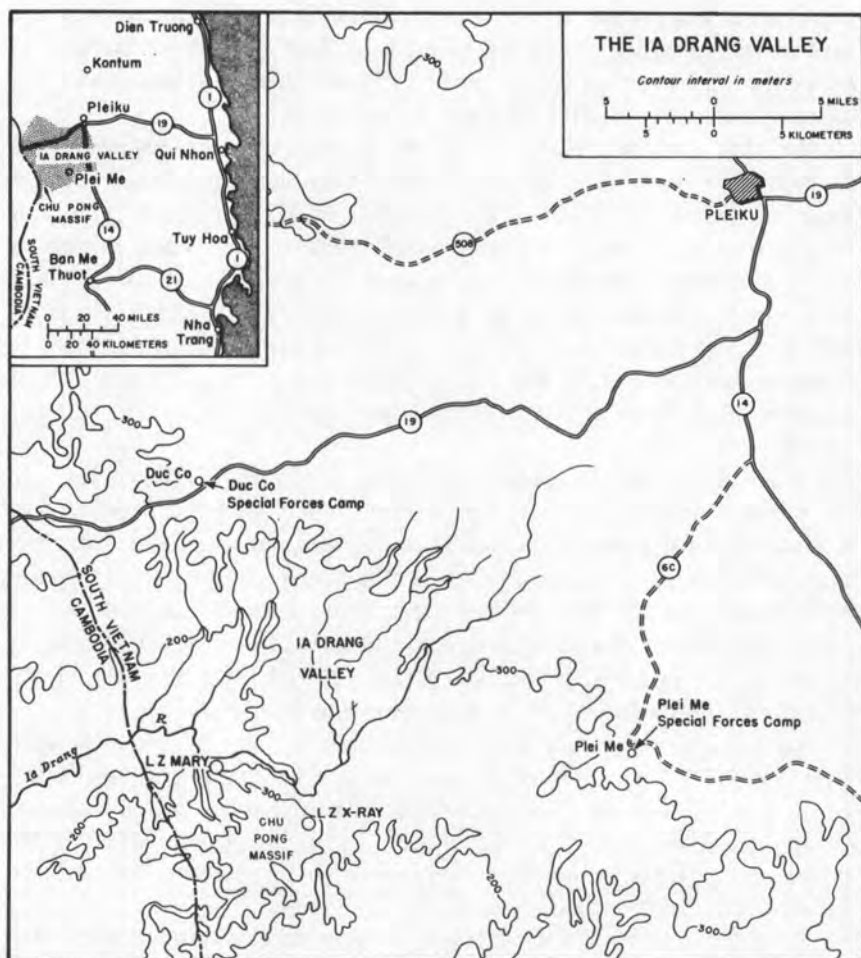 THE IA DRANG VALLEY
Contour interval in meters
5 0 5 MILES
5 0 5 KILOMETERS
Dien Truong
Kontum
1
Pleiku
19
IA DRANG VALLEY
Qui Nhon
Plei Me
CHU PONG
MASSIF
14
Tuy Hoa
SOUTH VIETNAM
CAMBODIA
Ban Me
Thuot
1
21
0 20 40 MILES
0 20 40 KILOMETERS
Nha
Trang
300
PLEIKU
19
508
300
19
14
Duc Co
Duc Co
Special Forces Camp
6C
SOUTH VIETNAM
CAMBODIA
200
IA DRANG
VALLEY
300
Plei Me
Special Forces Camp
Plei Me
R.
Ia Drang
LZ MARY
300
LZ X-RAY
200
CHU
PONG
MASSIF
200
300